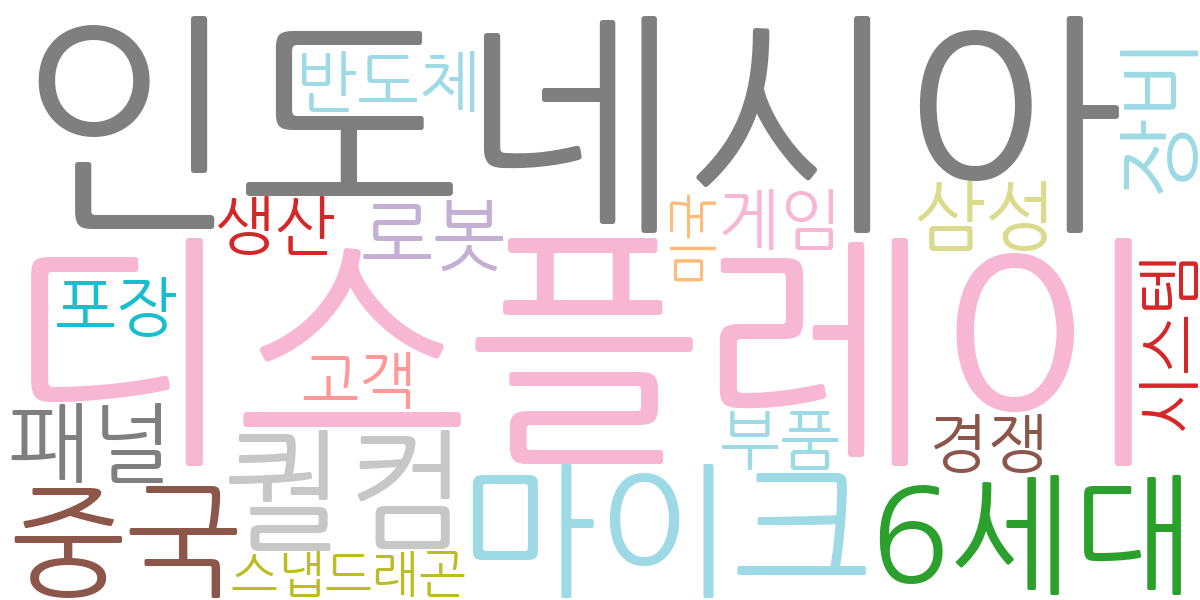 인도네시아
반도체
장비
생산
로봇
미국
게임
삼성
디스플레이
포장
시스템
고객
패널
퀄컴
부품
경쟁
중국
마이크
6세대
스냅드래곤